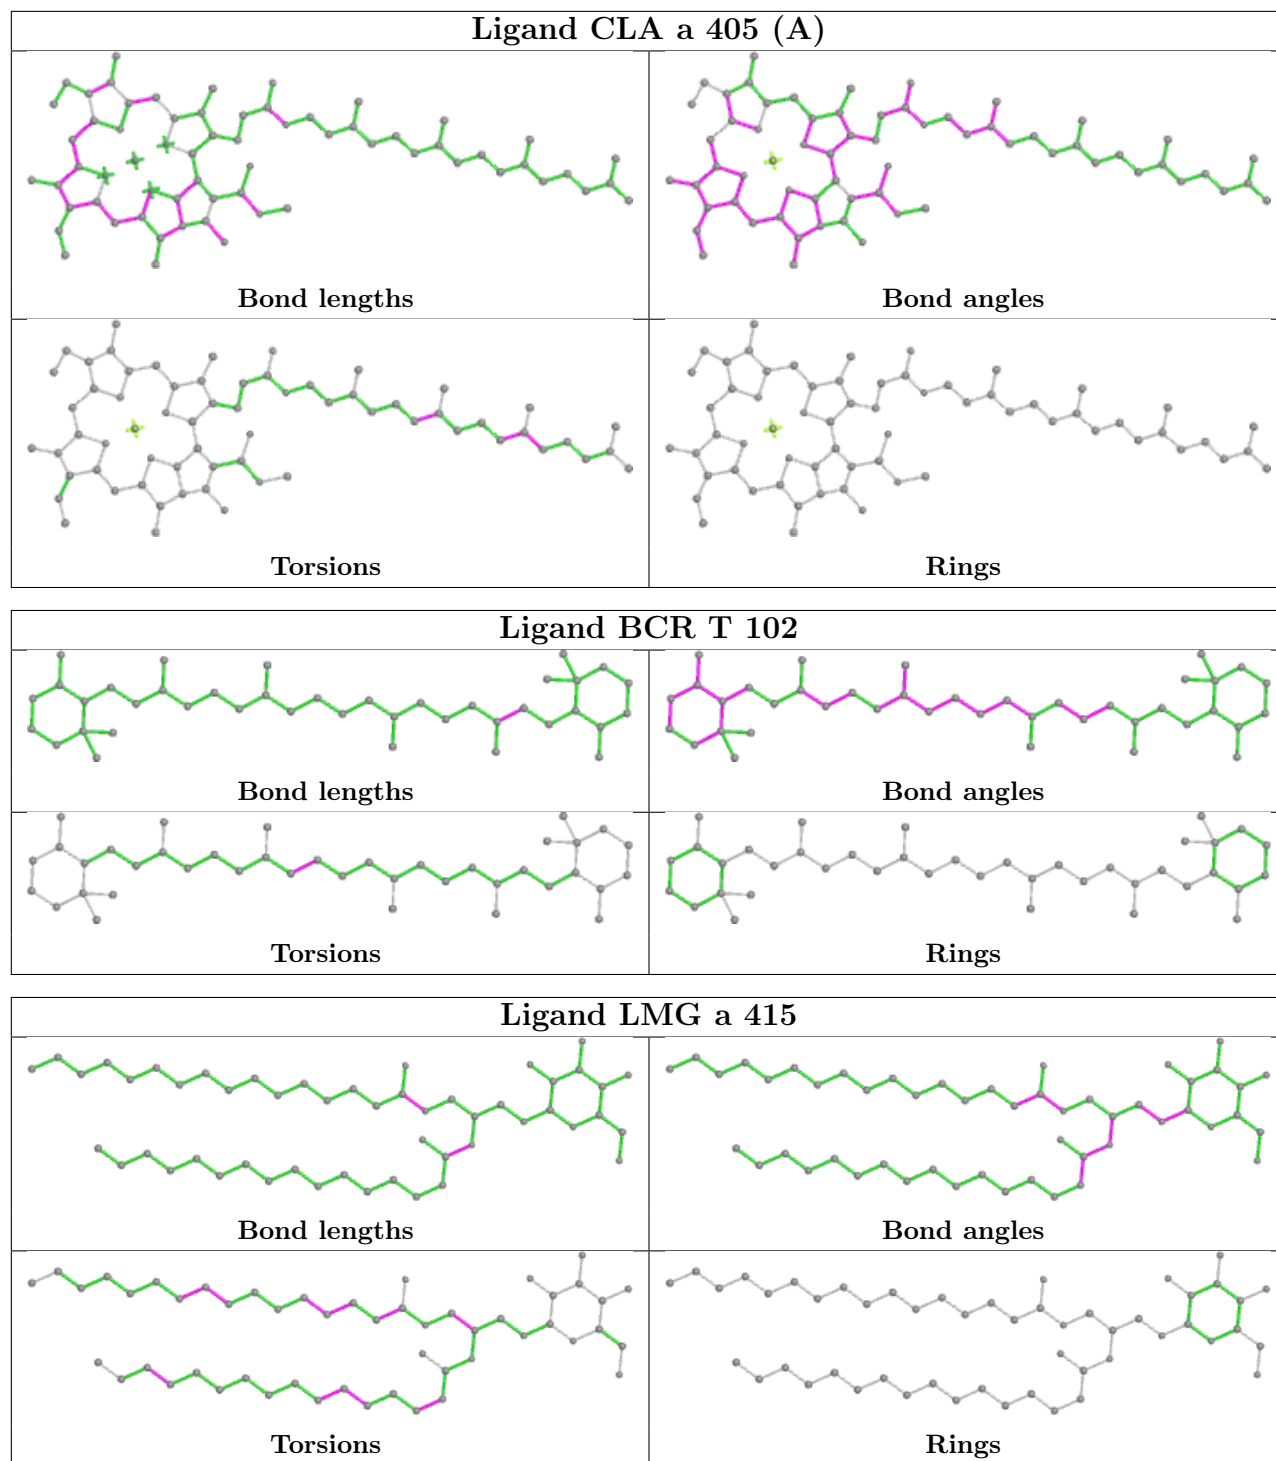 Ligand CLA a 405 (A)
Bond lengths
Bond angles
Torsions
Rings
Ligand BCR T 102
Bond lengths
Bond angles
Torsions
Rings
Ligand LMG a 415
Bond lengths
Bond angles
Torsions
Rings